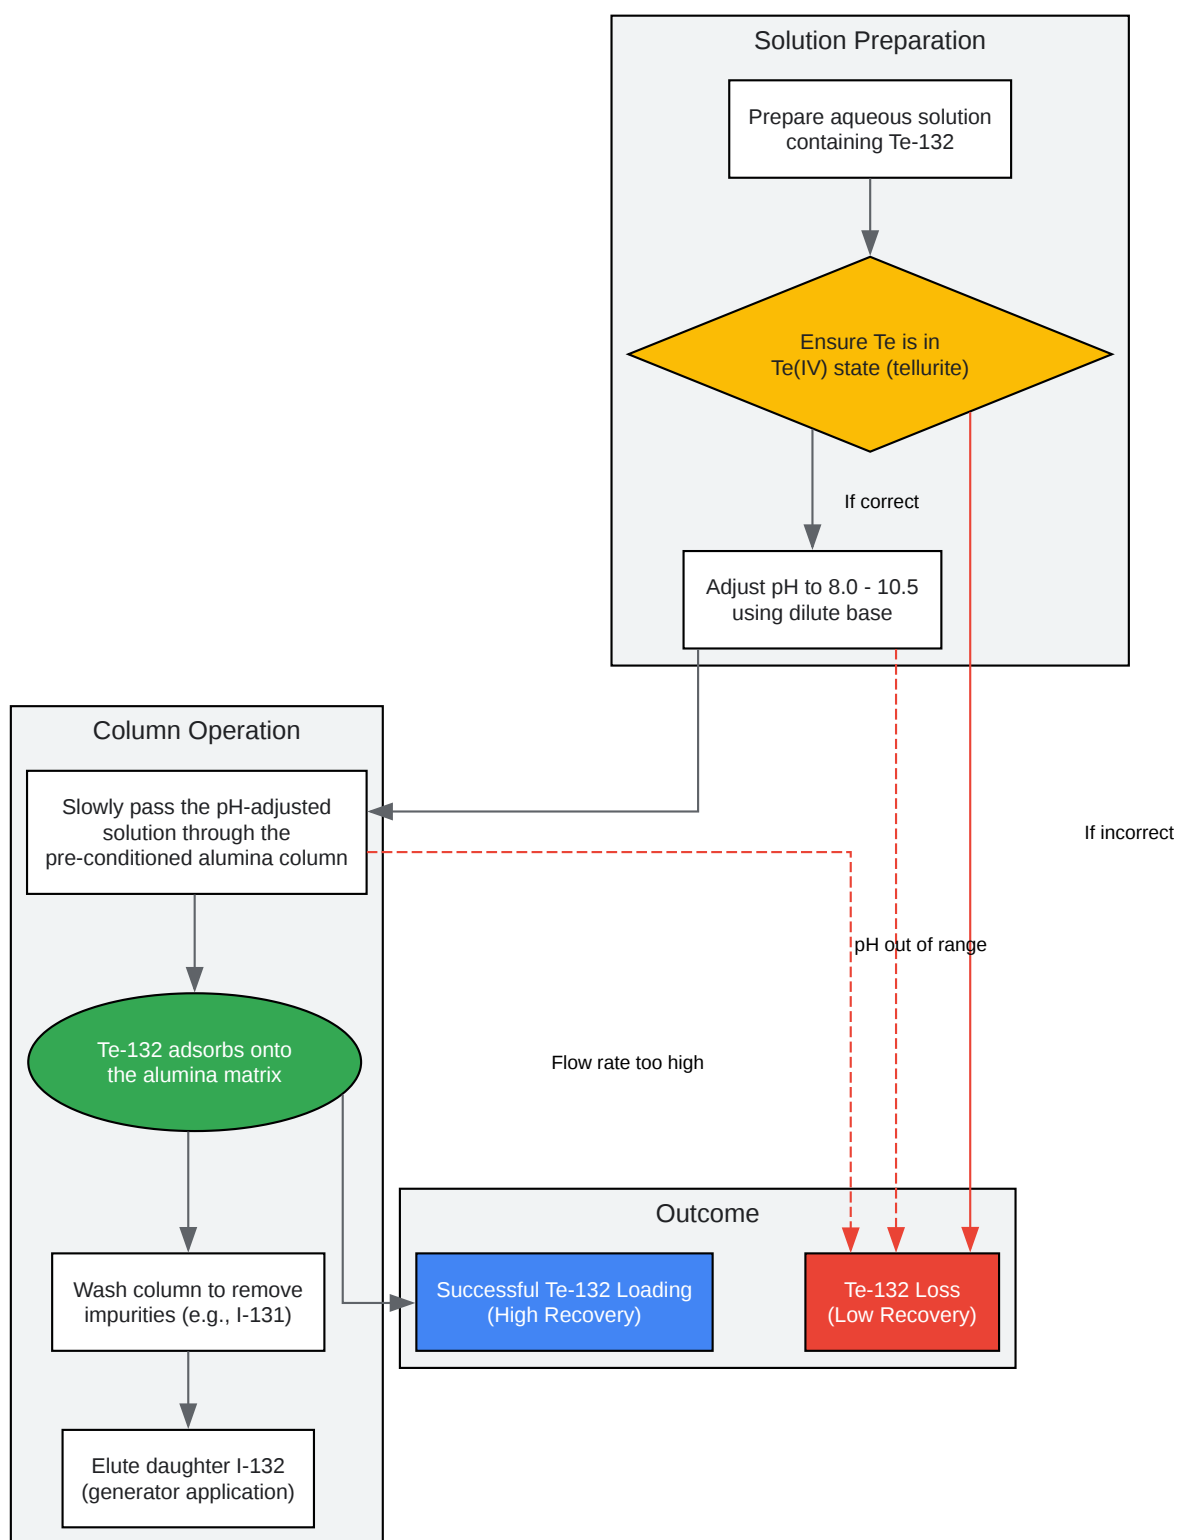 Solution Preparation
Prepare aqueous solution
containing Te-132
Ensure Te is in
Te(IV) state (tellurite)
If correct
Adjust pH to 8.0 - 10.5
using dilute base
Column Operation
Slowly pass the pH-adjusted
solution through the
pre-conditioned alumina column
If incorrect
pH out of range
Te-132 adsorbs onto
the alumina matrix
Flow rate too high
Outcome
Wash column to remove
impurities (e.g., I-131)
Successful Te-132 Loading
(High Recovery)
Te-132 Loss
(Low Recovery)
Elute daughter I-132
(generator application)